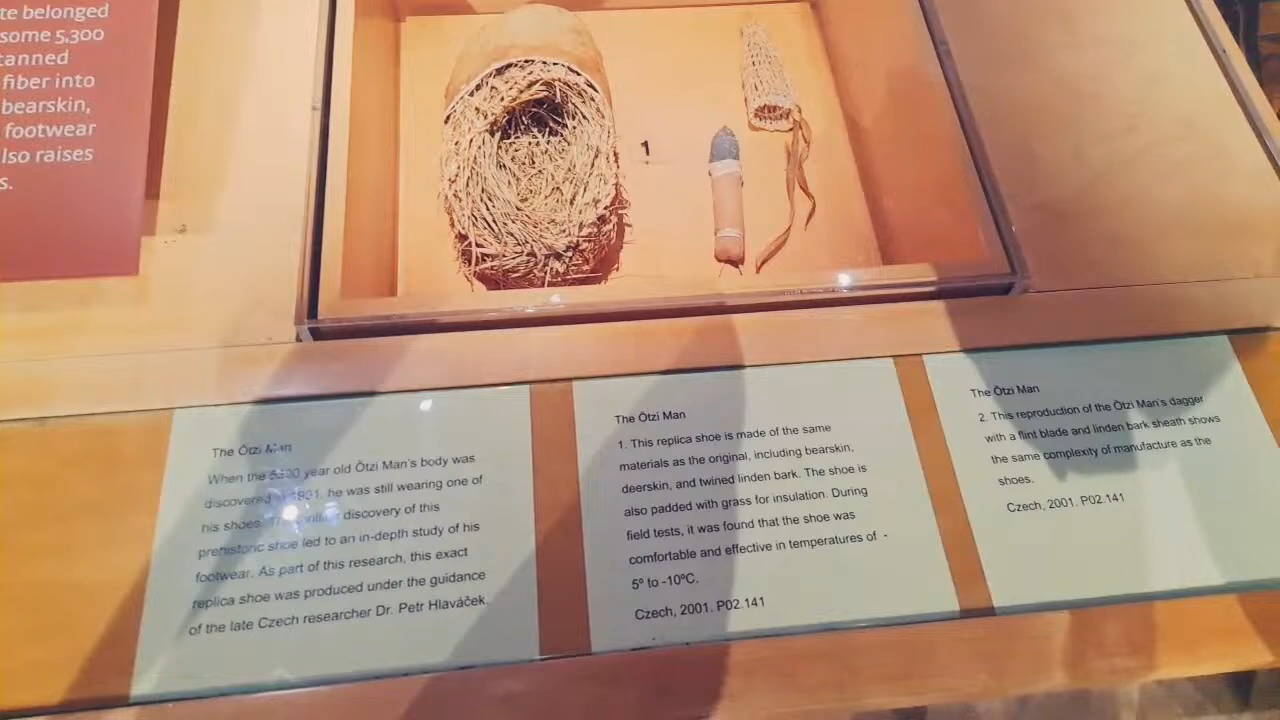 te belonged
some 5,300
tanned
fiber into
bearskin,
footwear
lso raises
s.
1
The Ötzi Man
When the 5300 year old Ötzi Man's body was
discovered 1991, he was still wearing one of
his shoes. The discovery of this
prehistoric shoe led to an in-depth study of his
footwear. As part of this research, this exact
replica shoe was produced under the guidance
of the late Czech researcher Dr. Petr Hlaváček.
The Ötzi Man
1. This replica shoe is made of the same
materials as the original, including bearskin,
deerskin, and twined linden bark. The shoe is
also padded with grass for insulation. During
field tests, it was found that the shoe was
comfortable and effective in temperatures of -
5º to -10ºC.
Czech, 2001. P02.141
The Ötzi Man
2. This reproduction of the Ötzi Man's dagger
with a flint blade and linden bark sheath shows
the same complexity of manufacture as the
shoes.
Czech, 2001. P02.141